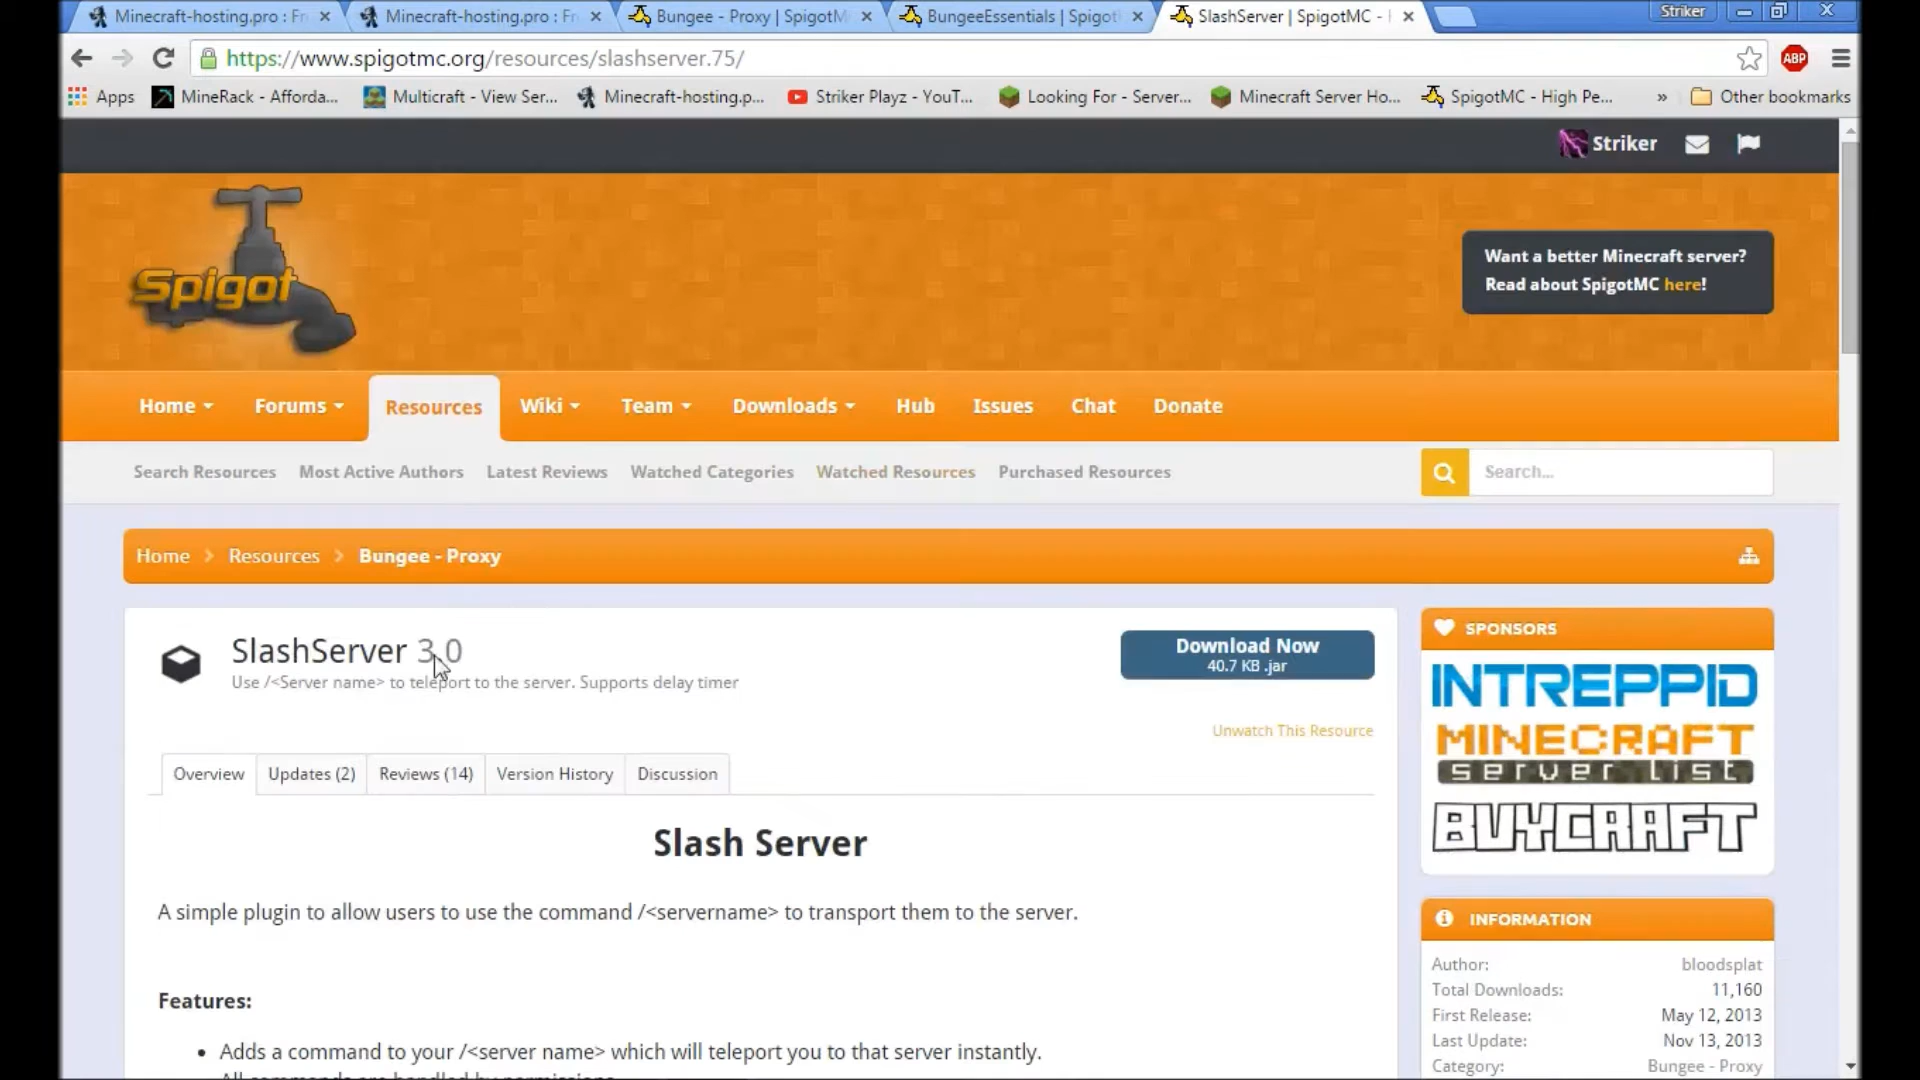 Minecraft-hosting.pro : Fr
Minecraft-hosting.pro : Fr
Bungee - Proxy | SpigotM
BungeeEssentials | Spigot
SlashServer | SpigotMC -
Striker
https://www.spigotmc.org/resources/slashserver.75/
ABP
Apps
MineRack - Afforda...
Multicraft - View Ser...
Minecraft-hosting.p...
Striker Playz - YouT...
Looking For - Server...
Minecraft Server Ho...
SpigotMC - High Pe...
»
Other bookmarks
Striker
Spigot
Want a better Minecraft server?
Read about SpigotMC here!
Home
Forums
Resources
Wiki
Team
Downloads
Hub
Issues
Chat
Donate
Search Resources
Most Active Authors
Latest Reviews
Watched Categories
Watched Resources
Purchased Resources
Search...
Home
Resources
Bungee - Proxy
SlashServer 3.0
Use /<Server name> to teleport to the server. Supports delay timer
Download Now
40.7 KB .jar
Unwatch This Resource
Overview
Updates (2)
Reviews (14)
Version History
Discussion
Slash Server
A simple plugin to allow users to use the command /<servername> to transport them to the server.
Features:
• Adds a command to your /<server name> which will teleport you to that server instantly.
All commands are handled by permissions
SPONSORS
INTREPPID
MINECRAFT
server list
BUYCRAFT
INFORMATION
Author: bloodsplat
Total Downloads: 11,160
First Release: May 12, 2013
Last Update: Nov 13, 2013
Category: Bungee - Proxy